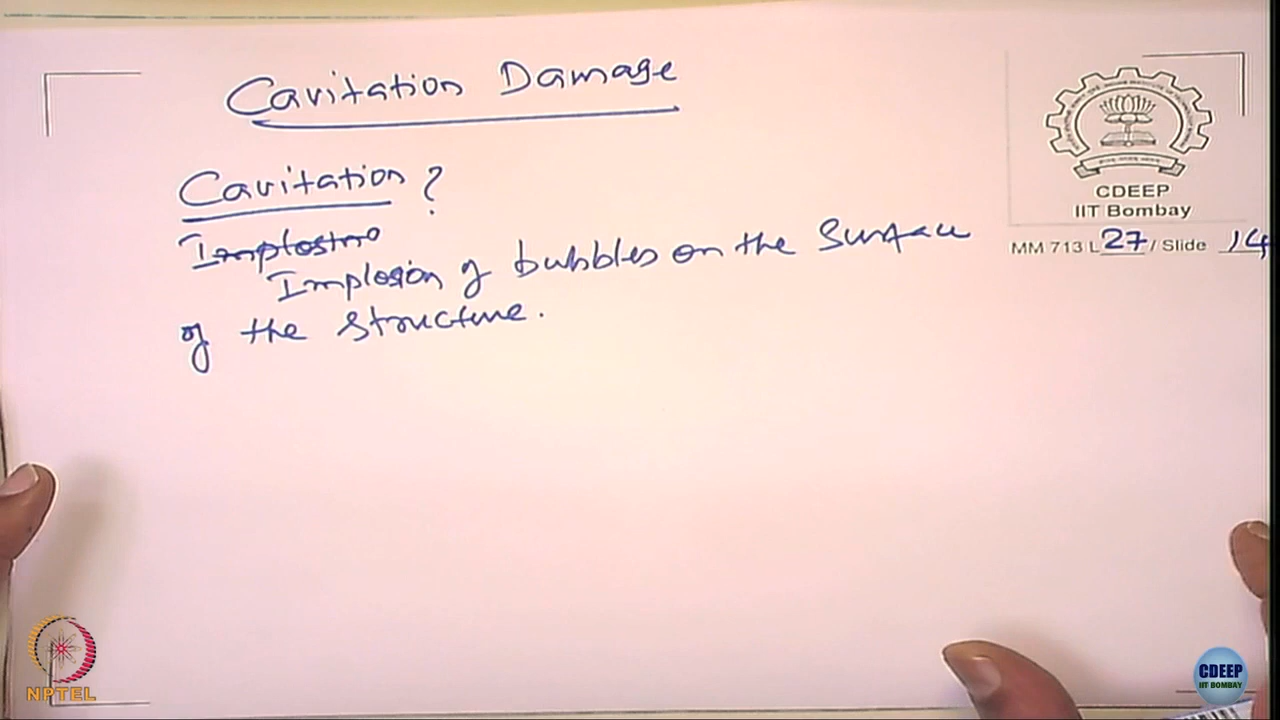 Cavitation Damage
Cavitation ?
Implosion of bubbles on the Surface
of the structure.
CDEEP
IIT Bombay
MM 713 L 27 / Slide 14
NPTEL
CDEEP
IIT BOMBAY